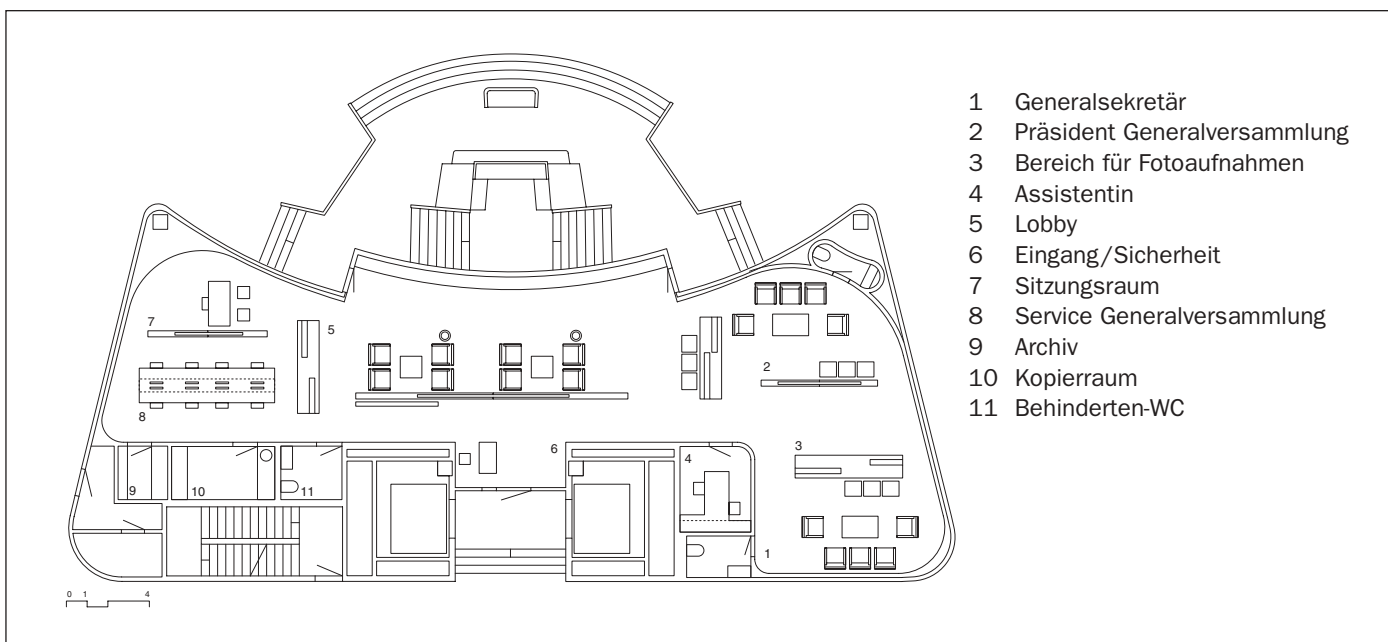 1 Generalsekretär
2 Präsident Generalversammlung
3 Bereich für Fotoaufnahmen
4 Assistentin
5 Lobby
6 Eingang/Sicherheit
7 Sitzungsraum
8 Service Generalversammlung
9 Archiv
10 Kopierraum
11 Behinderten-WC
7
5
2
8
6
4
3
9
10
11
1
0 1 4